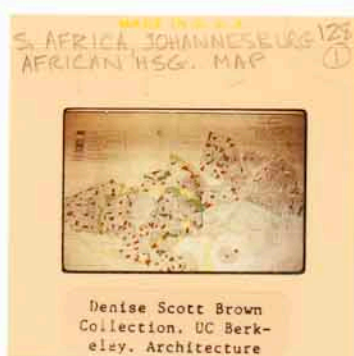 MADE IN U.S.A.
S. AFRICA, JOHANNESBURG 128
AFRICAN HSG. MAP ①
Denise Scott Brown
Collection. UC Berk-
eley. Architecture